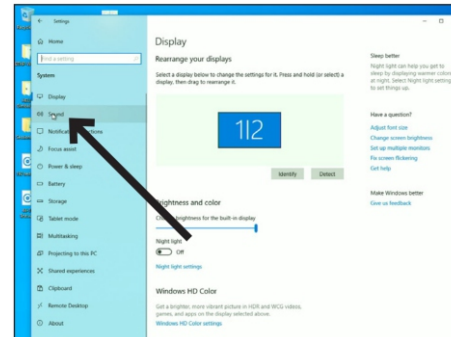 Settings
Home
Find a setting
System
Display
Sound
Focus assist
Power & sleep
Battery
Storage
Tablet mode
Multitasking
Projecting to this PC
Shared experiences
Clipboard
Remote Desktop
About
Display
Rearrange your displays
Select a display below to change the settings for it. Press and hold (or select) a
display, then drag to rearrange it.
1|2
Identify
Detect
Brightness and color
brightness for the built-in display
Night light
Off
Night light settings
Windows HD Color
Get a brighter, more vibrant picture in HDR and WCG videos,
games, and apps on the display selected above.
Windows HD Color settings
Sleep better
Night light can help you get to
sleep by displaying warmer colors
at night. Select Night light settings
to set things up.
Have a question?
Adjust font size
Change screen brightness
Set up multiple monitors
Fix screen flickering
Get help
Make Windows better
Give us feedback